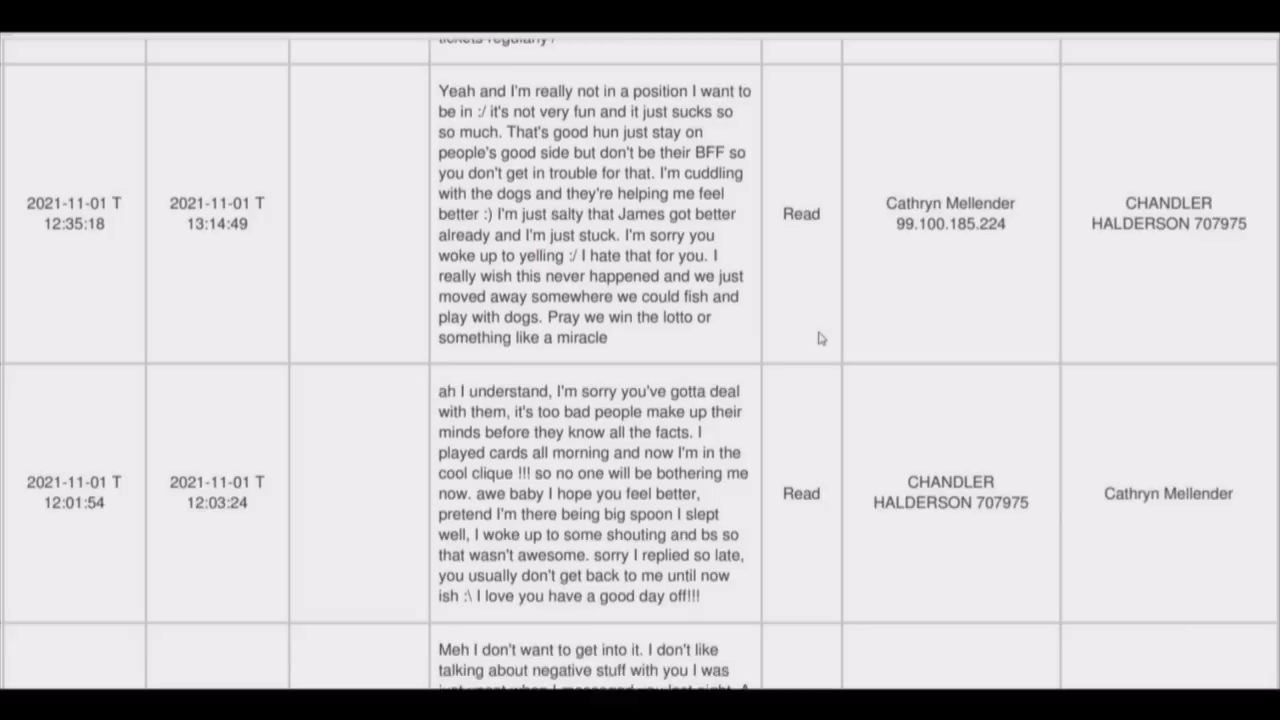 tickets regularly?
Yeah and I'm really not in a position I want to
be in :/ it's not very fun and it just sucks so
so much. That's good hun just stay on
people's good side but don't be their BFF so
you don't get in trouble for that. I'm cuddling
with the dogs and they're helping me feel
better :) I'm just salty that James got better
already and I'm just stuck. I'm sorry you
woke up to yelling :/ I hate that for you. I
really wish this never happened and we just
moved away somewhere we could fish and
play with dogs. Pray we win the lotto or
something like a miracle
2021-11-01 T
12:35:18
2021-11-01 T
13:14:49
Read
Cathryn Mellender
99.100.185.224
CHANDLER
HALDERSON 707975
ah I understand, I'm sorry you've gotta deal
with them, it's too bad people make up their
minds before they know all the facts. I
played cards all morning and now I'm in the
cool clique !!! so no one will be bothering me
now. awe baby I hope you feel better,
pretend I'm there being big spoon I slept
well, I woke up to some shouting and bs so
that wasn't awesome. sorry I replied so late,
you usually don't get back to me until now
ish :\ I love you have a good day off!!!
2021-11-01 T
12:01:54
2021-11-01 T
12:03:24
Read
CHANDLER
HALDERSON 707975
Cathryn Mellender
Meh I don't want to get into it. I don't like
talking about negative stuff with you I was